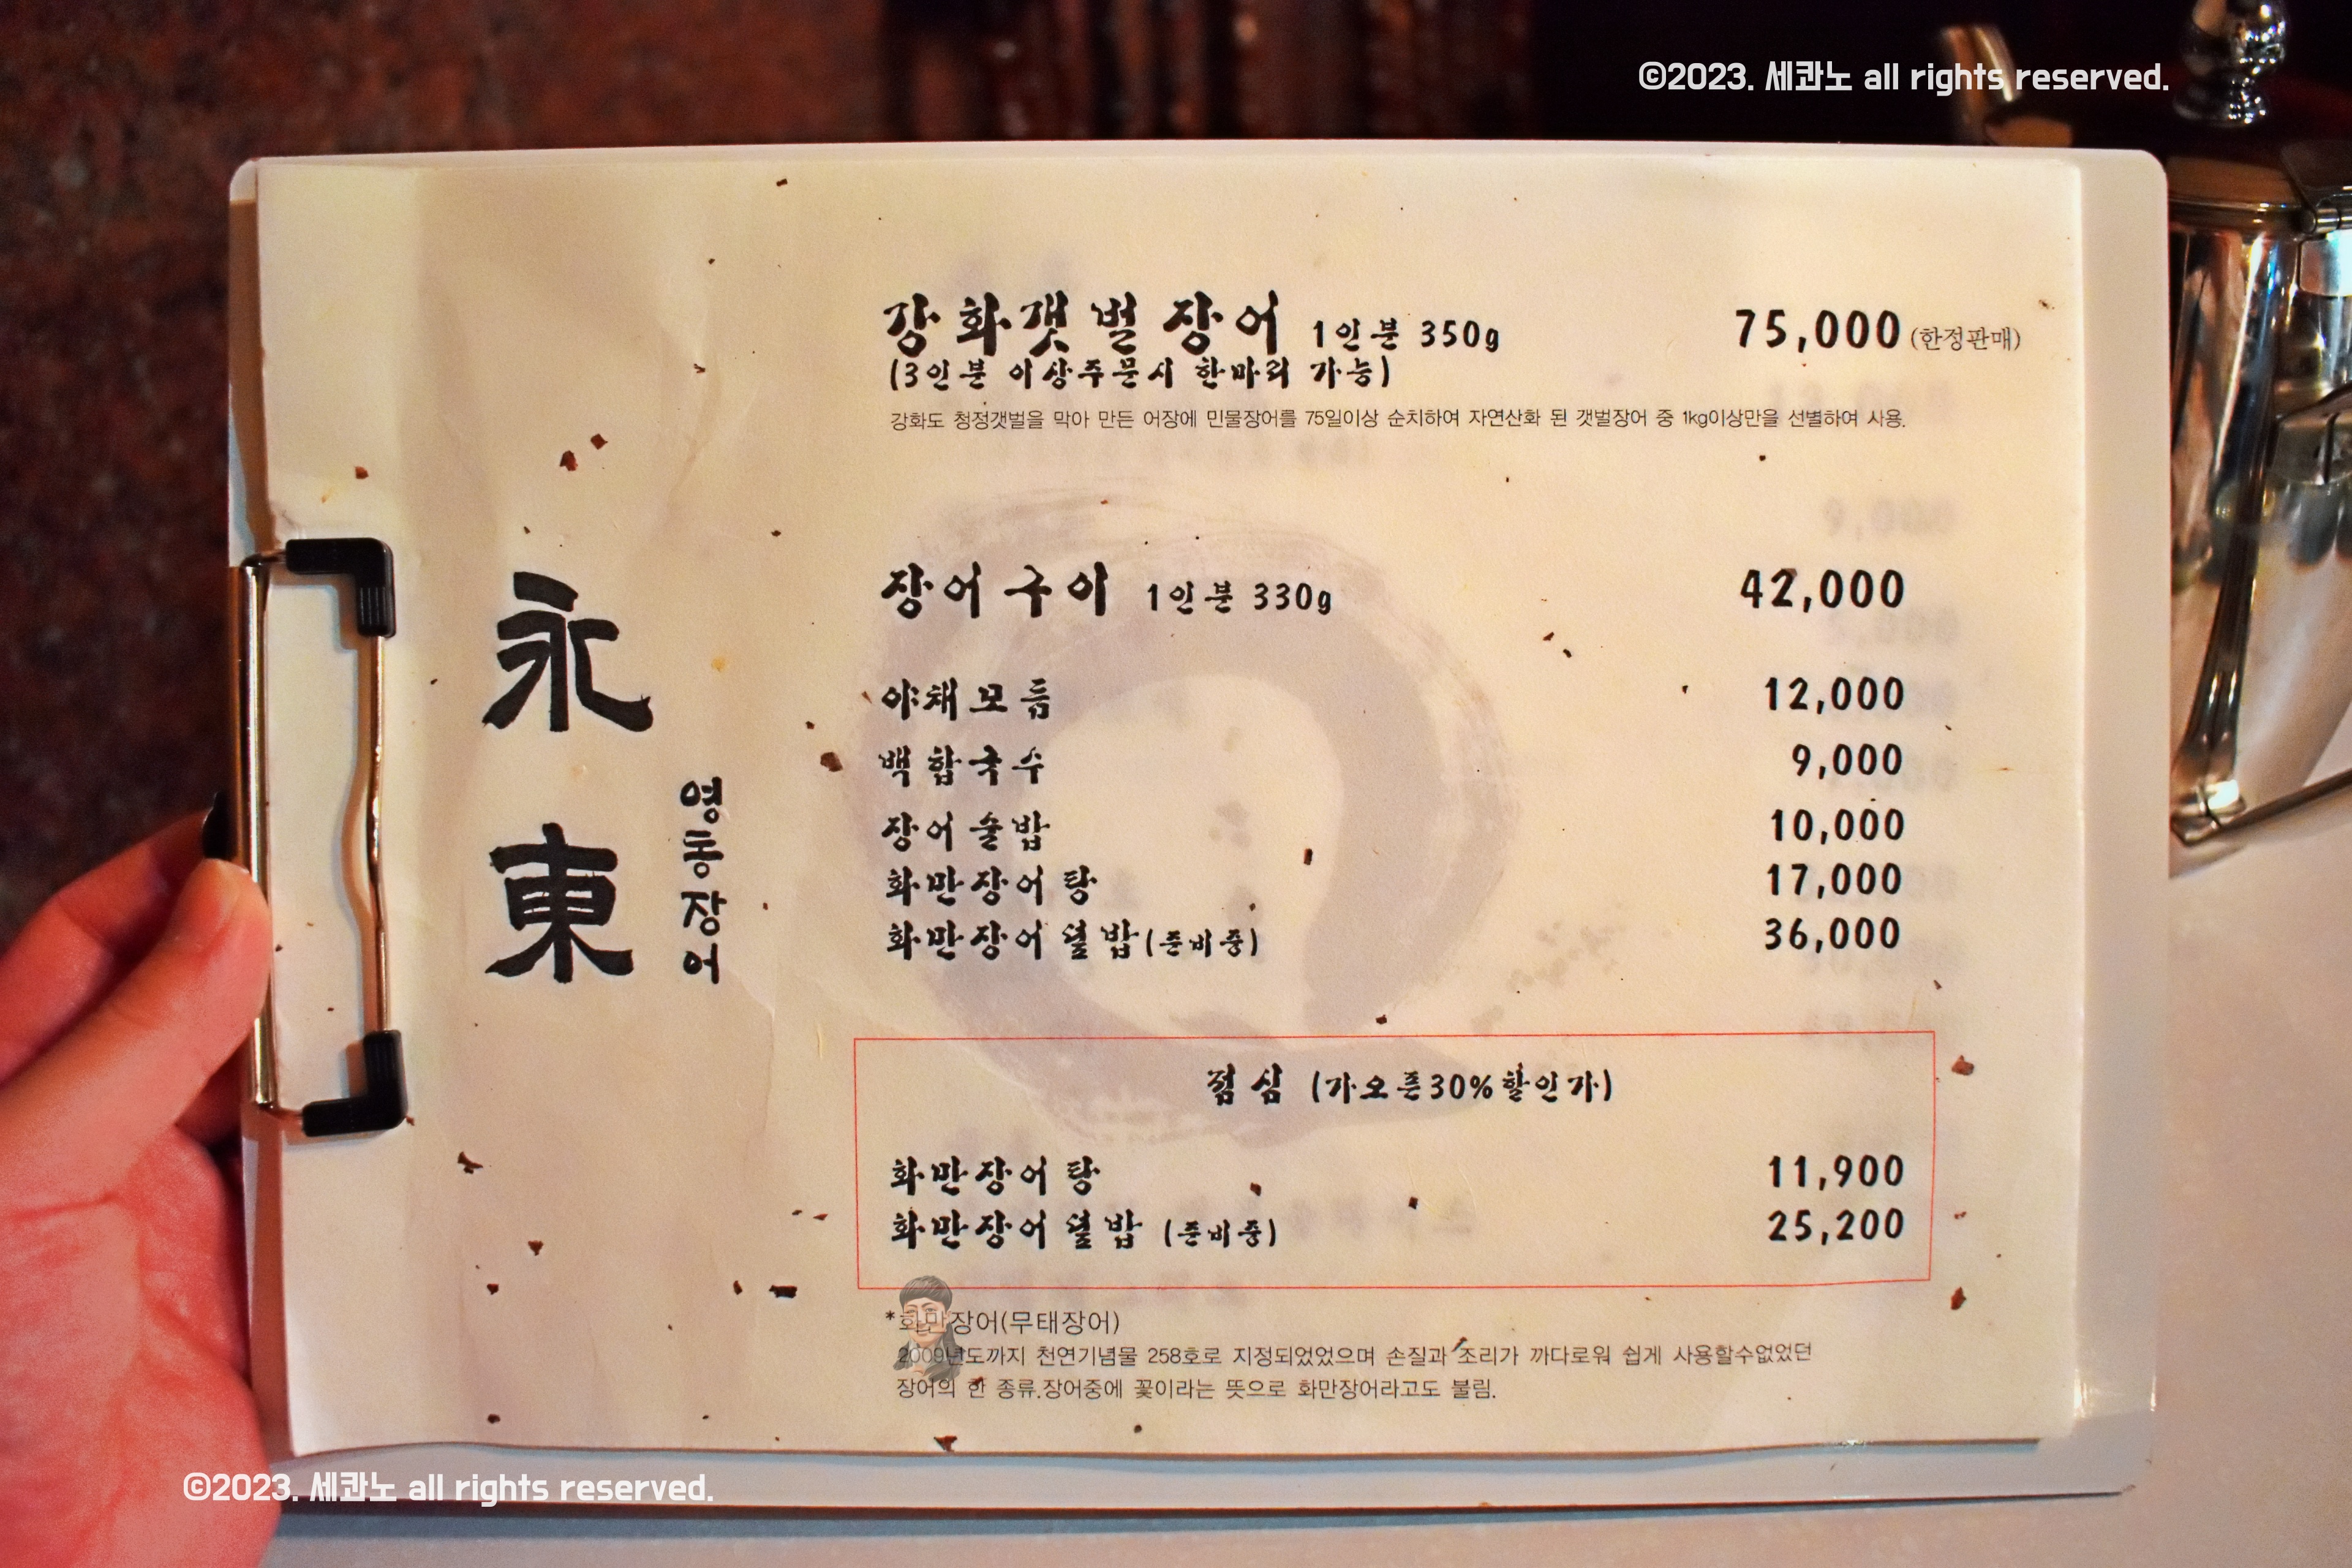 ©2023. 세콴노 all rights reserved.
강화갯벌장어 1인분 350g 75,000 (한정판매)
(3인분 이상주문시 한마리 가능)
강화도 청정갯벌을 막아 만든 어장에 민물장어를 75일이상 순치하여 자연산화 된 갯벌장어 중 1kg이상만을 선별하여 사용.
永東
영동장어
장어구이 1인분 330g 42,000
야채모듬 12,000
백합국수 9,000
장어술밥 10,000
화만장어탕 17,000
화만장어덮밥(준비중) 36,000
점심 (가오픈30%할인가)
화만장어탕 11,900
화만장어덮밥 (준비중) 25,200
*화만장어(무태장어)
2009년도까지 천연기념물 258호로 지정되었었으며 손질과 조리가 까다로워 쉽게 사용할수없었던
장어의 한 종류.장어중에 꽃이라는 뜻으로 화만장어라고도 불림.
©2023. 세콴노 all rights reserved.